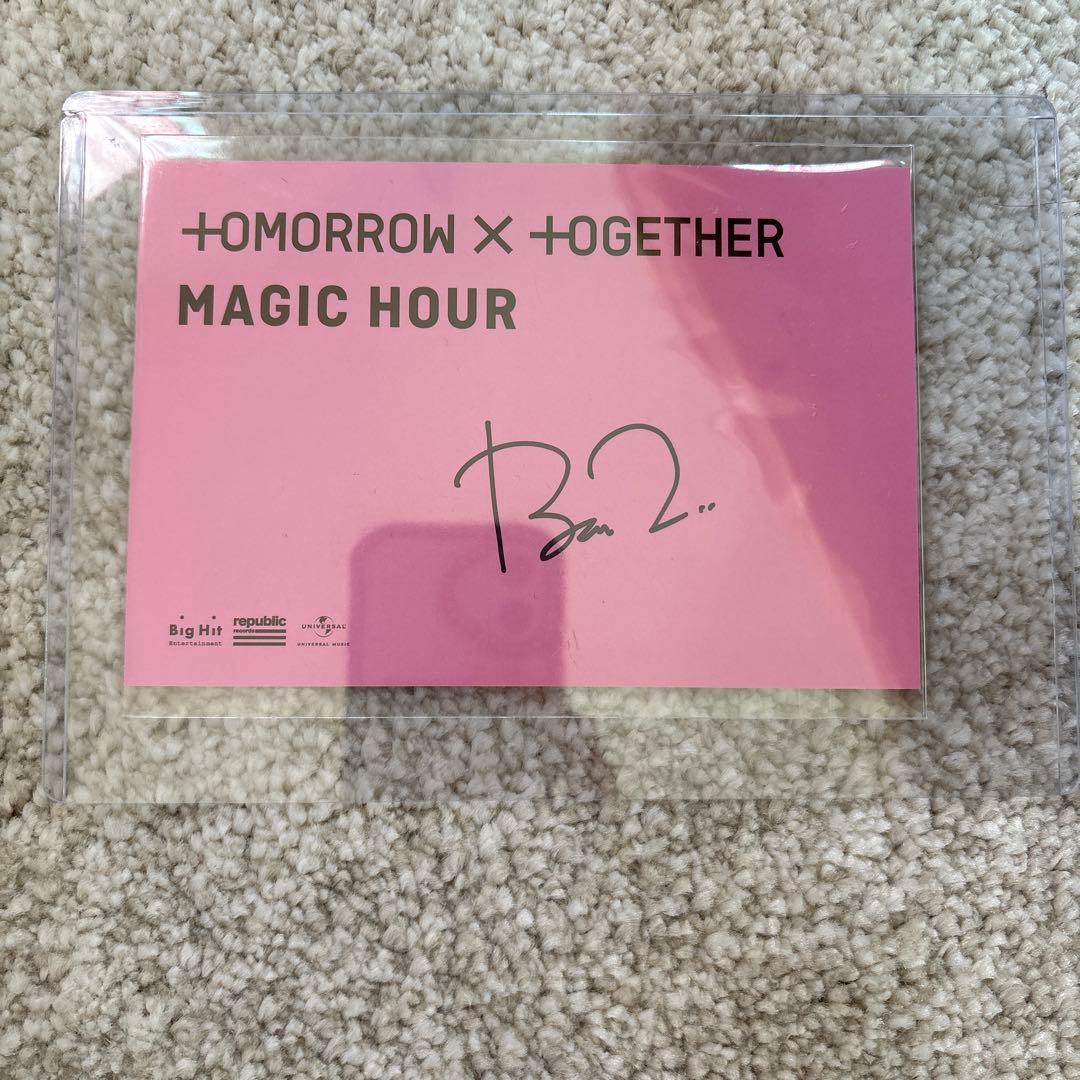 TOMORROW X TOGETHER
MAGIC HOUR
Big Hit
Entertainment
republic
records
UNIVERSAL
UNIVERSAL MUSIC